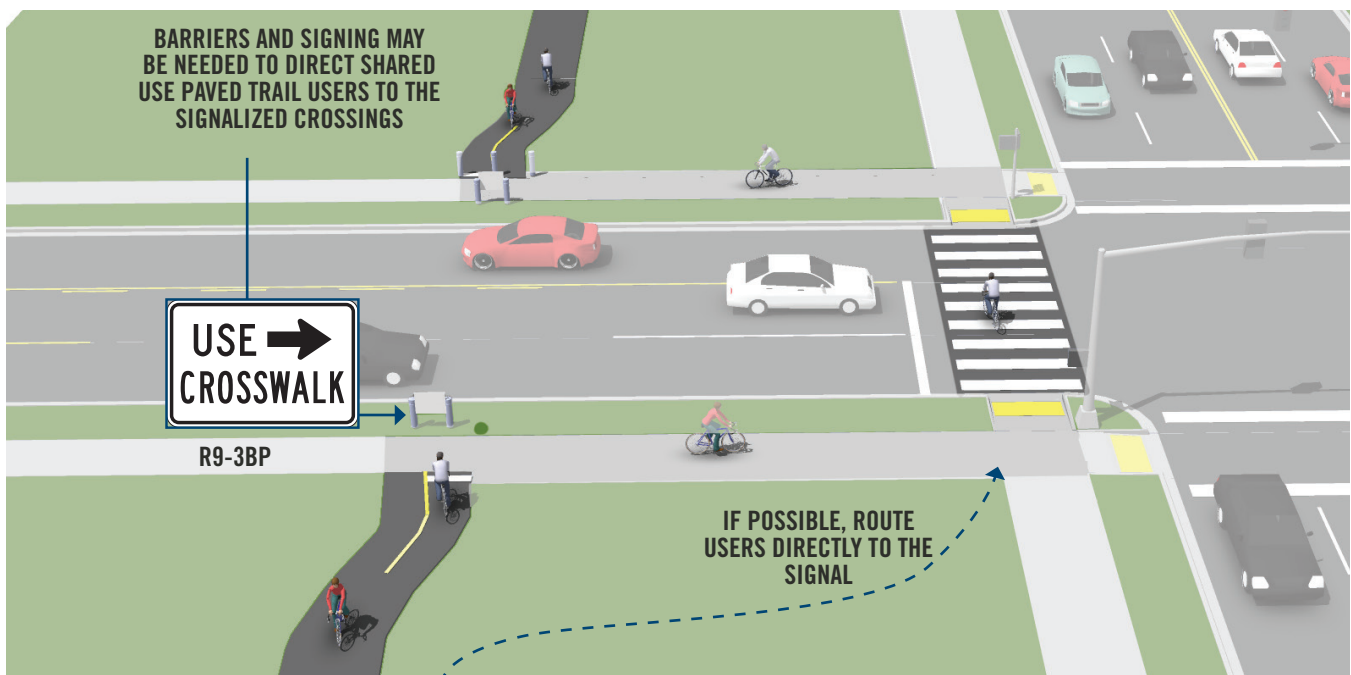 BARRIERS AND SIGNING MAY
BE NEEDED TO DIRECT SHARED
USE PAVED TRAIL USERS TO THE
SIGNALIZED CROSSINGS
USE
CROSSWALK
R9-3BP
IF POSSIBLE, ROUTE
USERS DIRECTLY TO THE
SIGNAL